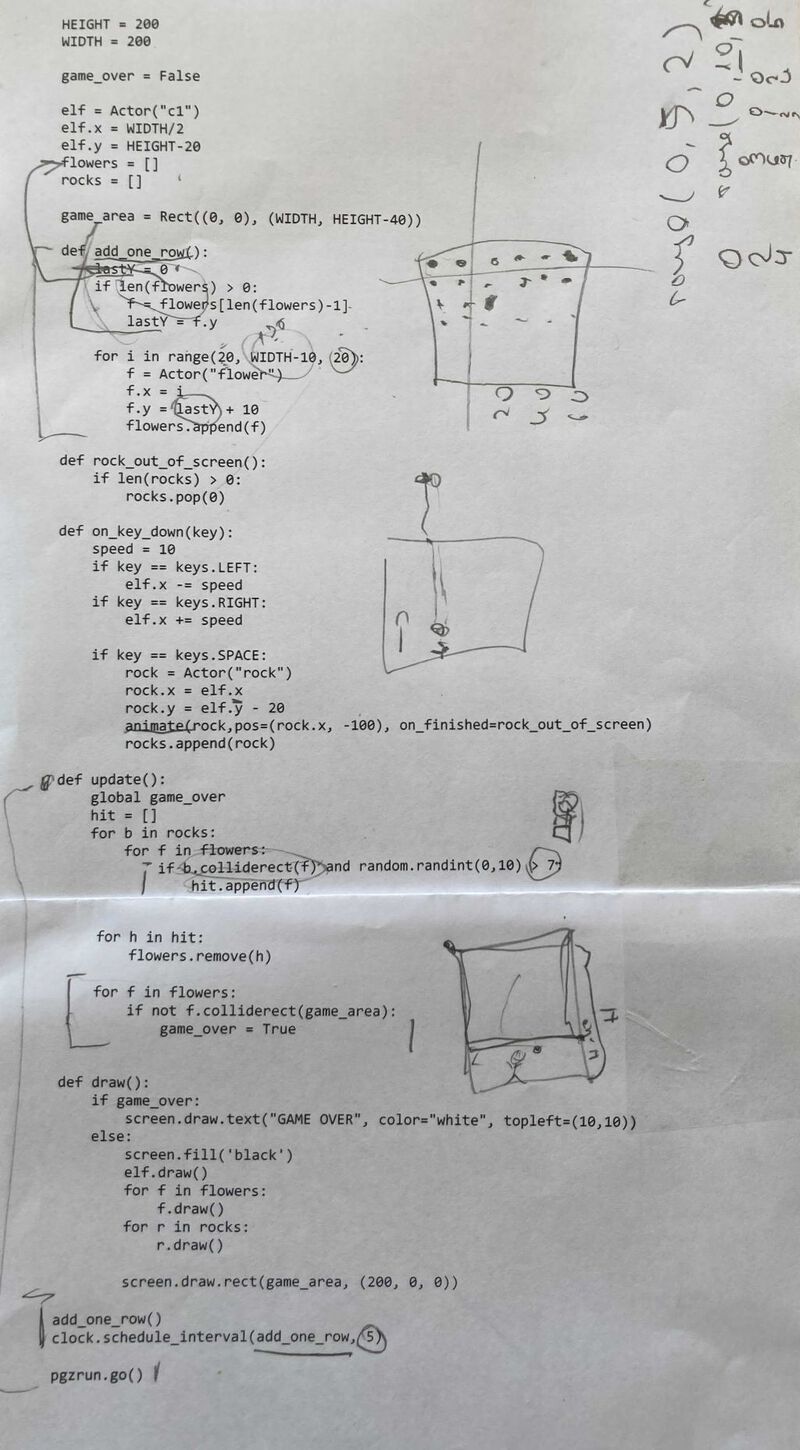 HEIGHT = 200
WIDTH = 200
game_over = False
elf = Actor("c1")
elf.x = WIDTH/2
elf.y = HEIGHT-20
flowers = []
rocks = []
game_area = Rect((0, 0), (WIDTH, HEIGHT-40))
def add_one_row():
lastY = 0
if len(flowers) > 0:
f = flowers[len(flowers)-1]
lastY = f.y
for i in range(20, WIDTH-10, 20):
f = Actor("flower")
f.x = i
f.y = lastY + 10
flowers.append(f)
def rock_out_of_screen():
if len(rocks) > 0:
rocks.pop(0)
def on_key_down(key):
speed = 10
if key == keys.LEFT:
elf.x -= speed
if key == keys.RIGHT:
elf.x += speed
if key == keys.SPACE:
rock = Actor("rock")
rock.x = elf.x
rock.y = elf.y - 20
animate(rock,pos=(rock.x, -100), on_finished=rock_out_of_screen)
rocks.append(rock)
def update():
global game_over
hit = []
for b in rocks:
for f in flowers:
if b.colliderect(f) and random.randint(0,10) > 7:
hit.append(f)
for h in hit:
flowers.remove(h)
for f in flowers:
if not f.colliderect(game_area):
game_over = True
def draw():
if game_over:
screen.draw.text("GAME OVER", color="white", topleft=(10,10))
else:
screen.fill('black')
elf.draw()
for f in flowers:
f.draw()
for r in rocks:
r.draw()
screen.draw.rect(game_area, (200, 0, 0))
add_one_row()
clock.schedule_interval(add_one_row, 5)
pgzrun.go()